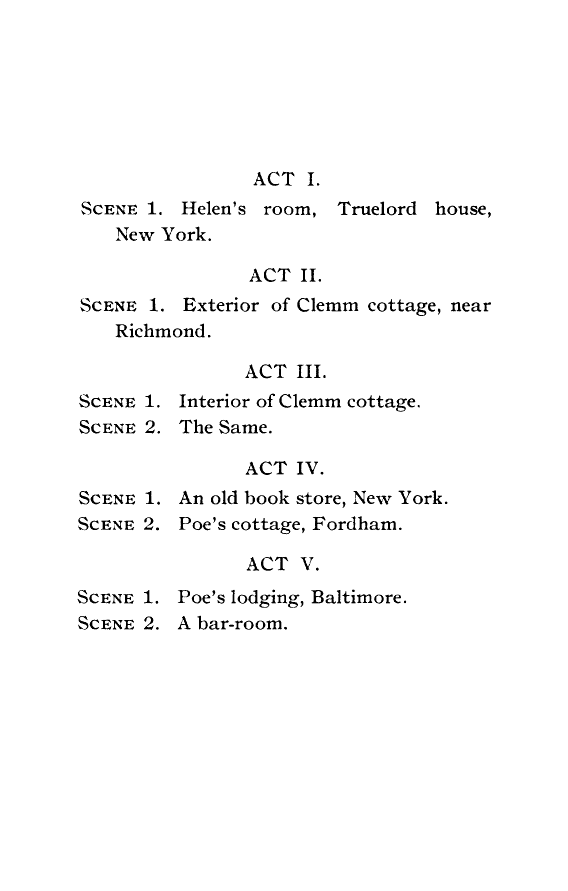 ACT I.
SCENE 1. Helen's room, Truelord house,
New York.
ACT II.
SCENE 1. Exterior of Clemm cottage, near
Richmond.
ACT III.
SCENE 1. Interior of Clemm cottage.
SCENE 2. The Same.
ACT IV.
SCENE 1. An old book store, New York.
SCENE 2. Poe's cottage, Fordham.
ACT V.
SCENE 1. Poe's lodging, Baltimore.
SCENE 2. A bar-room.